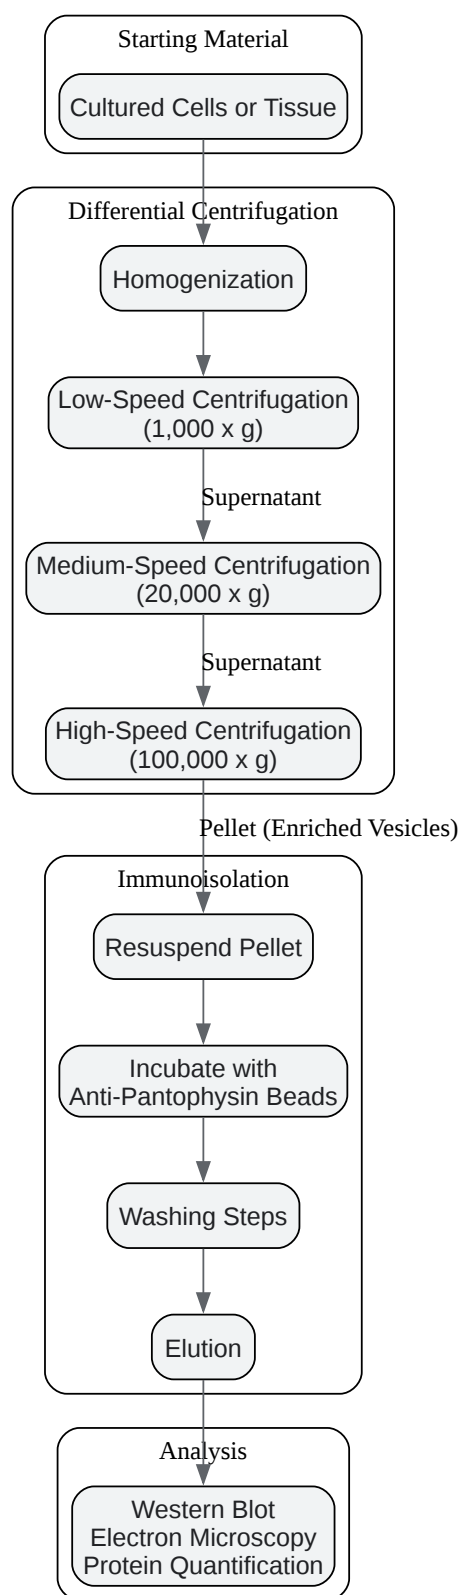 Starting Material
Cultured Cells or Tissue
Differential Centrifugation
Homogenization
Low-Speed Centrifugation
(1,000 x g)
Supernatant
Medium-Speed Centrifugation
(20,000 x g)
Supernatant
High-Speed Centrifugation
(100,000 x g)
Pellet (Enriched Vesicles)
Immunoisolation
Resuspend Pellet
Incubate with
Anti-Pantophysin Beads
Washing Steps
Elution
Analysis
Western Blot
Electron Microscopy
Protein Quantification